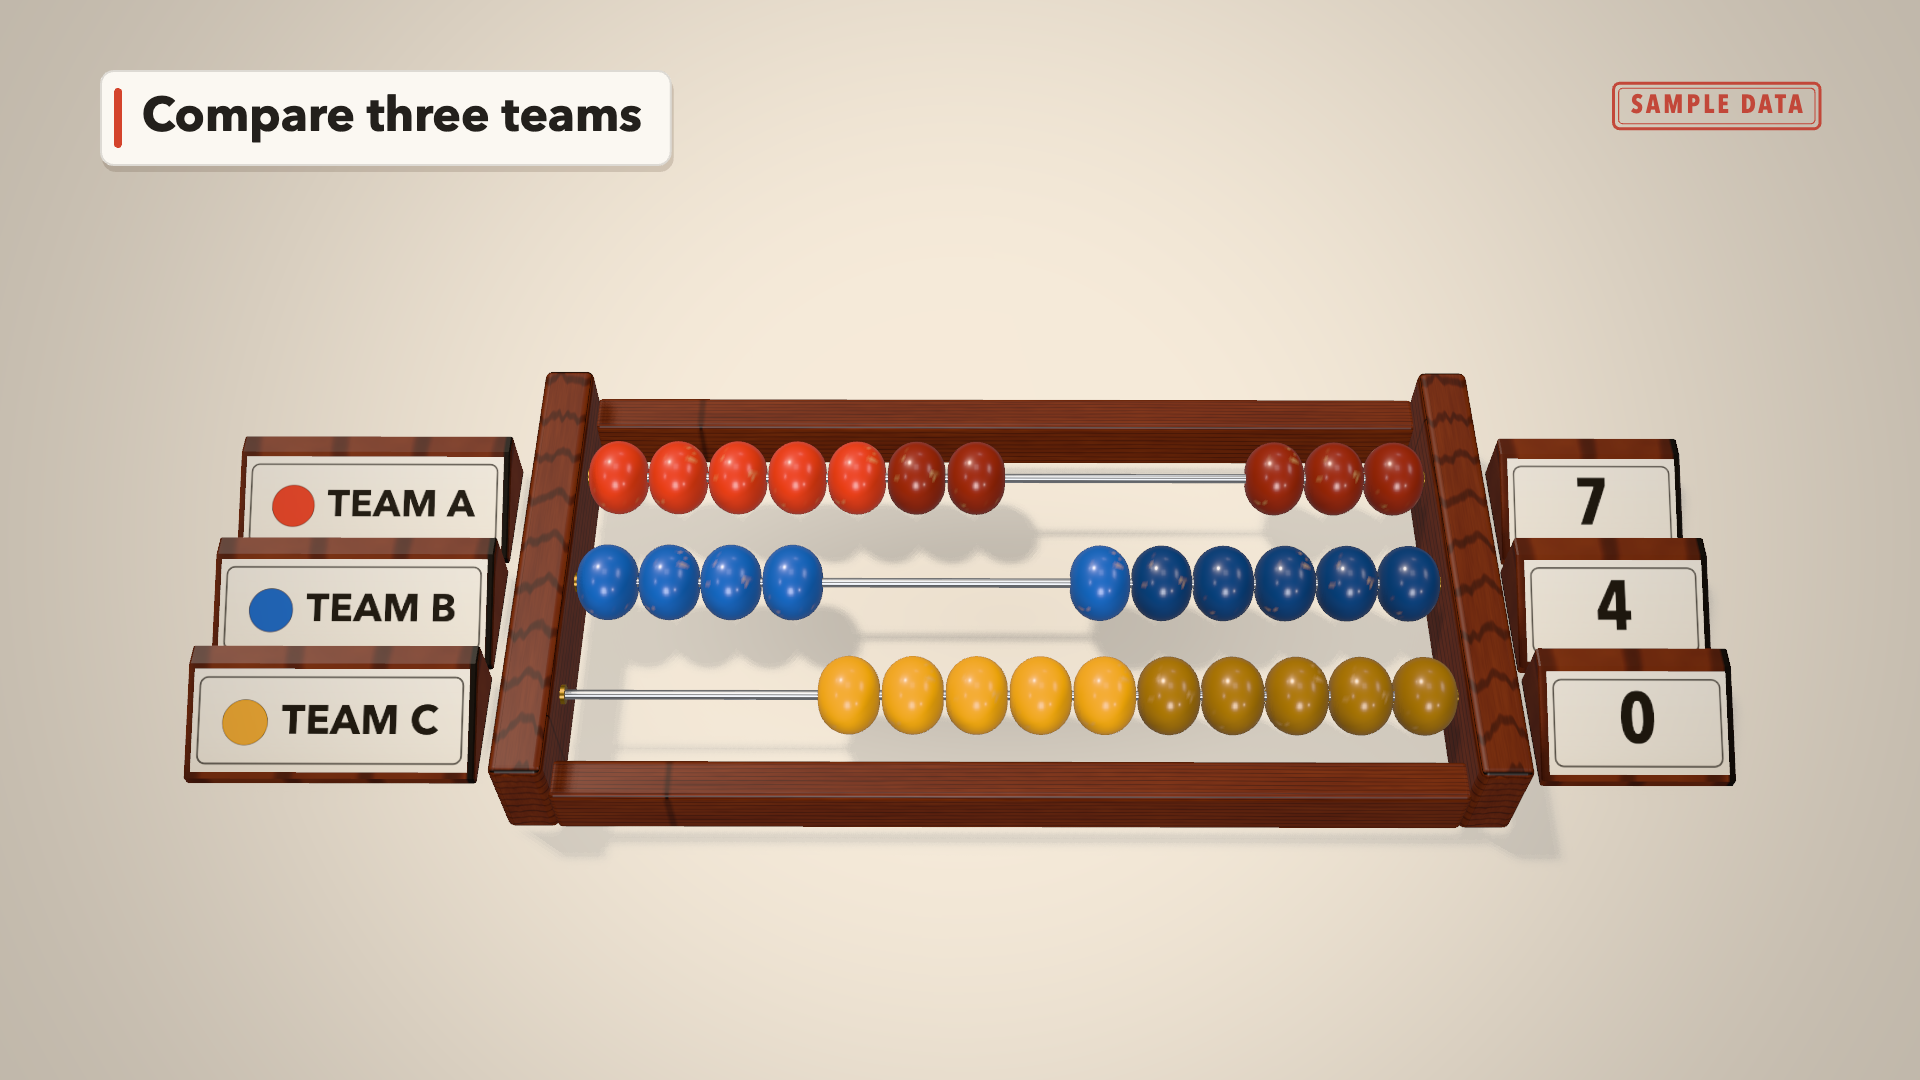 Compare three teams
SAMPLE DATA
TEAM A
7
TEAM B
4
TEAM C
0